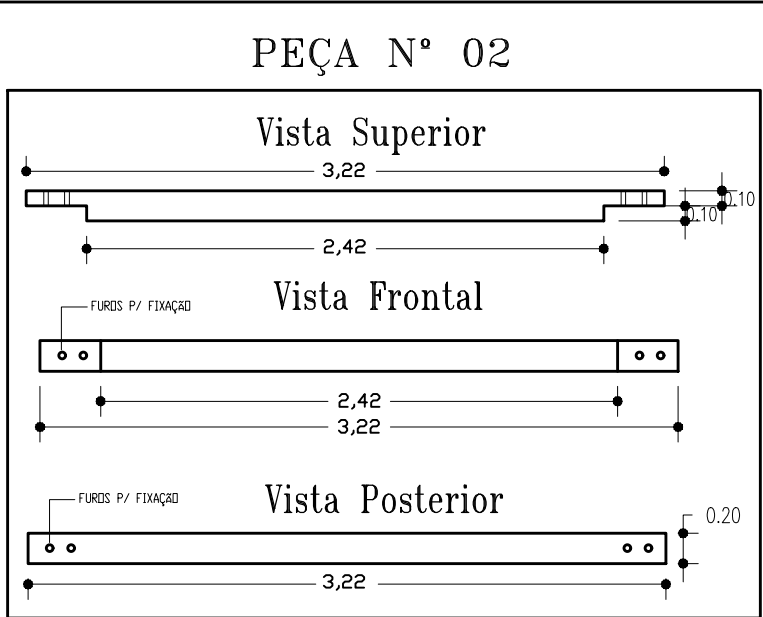 PEÇA Nº 02
Vista Superior
3,22
0.10
0.10
2,42
Vista Frontal
FUROS P/ FIXAÇÃO
2,42
3,22
Vista Posterior
FUROS P/ FIXAÇÃO
0.20
3,22